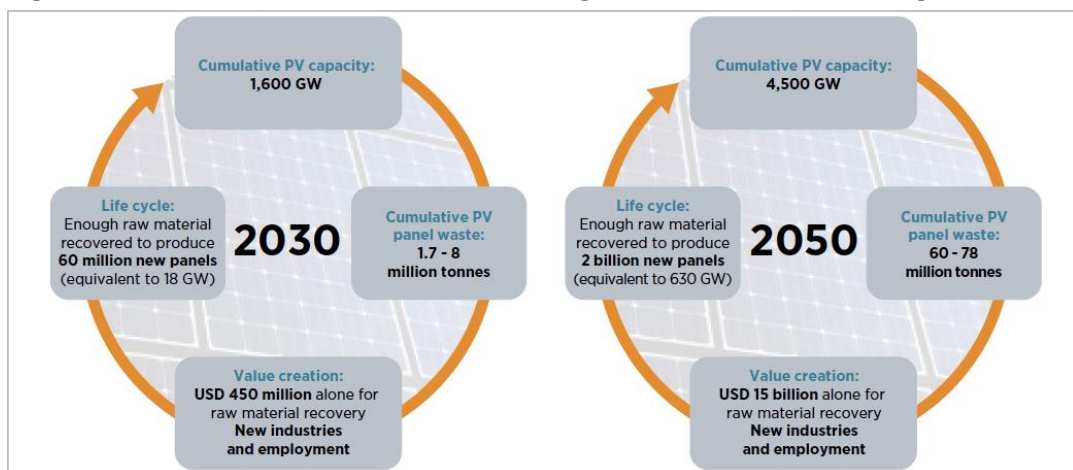 Cumulative PV capacity:
1,600 GW
Life cycle:
Enough raw material
recovered to produce
60 million new panels
(equivalent to 18 GW)
2030
Cumulative PV
panel waste:
1.7 - 8
million tonnes
Value creation:
USD 450 million alone for
raw material recovery
New industries
and employment
Cumulative PV capacity:
4,500 GW
Life cycle:
Enough raw material
recovered to produce
2 billion new panels
(equivalent to 630 GW)
2050
Cumulative PV
panel waste:
60 - 78
million tonnes
Value creation:
USD 15 billion alone for
raw material recovery
New industries
and employment